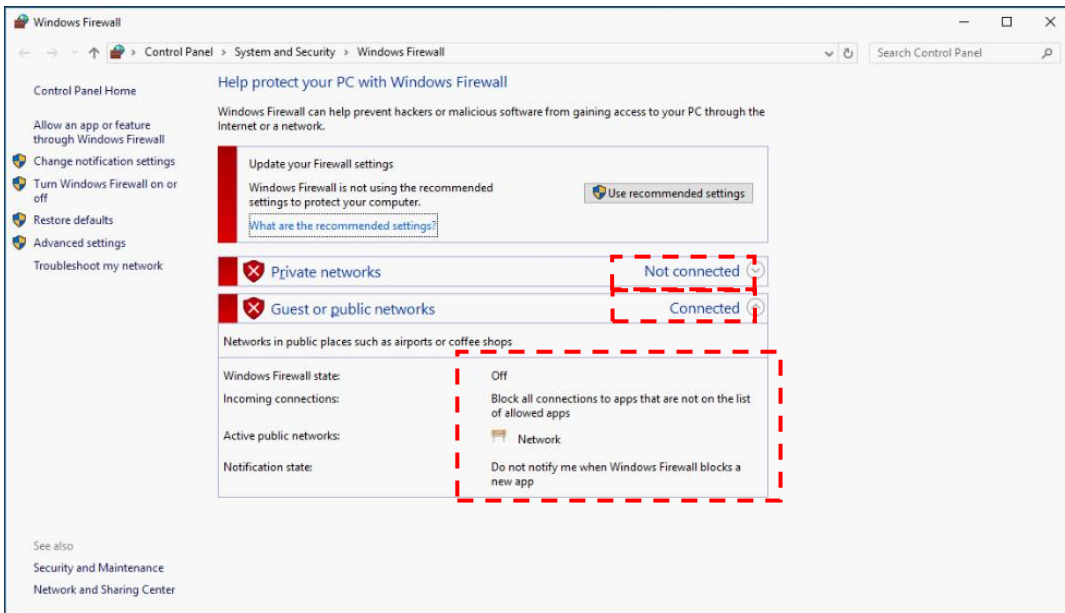 Windows Firewall
Control Panel > System and Security > Windows Firewall
Search Control Panel
Control Panel Home
Allow an app or feature
through Windows Firewall
Change notification settings
Turn Windows Firewall on or
off
Restore defaults
Advanced settings
Troubleshoot my network
Help protect your PC with Windows Firewall
Windows Firewall can help prevent hackers or malicious software from gaining access to your PC through the
Internet or a network.
Update your Firewall settings
Windows Firewall is not using the recommended
settings to protect your computer.
Use recommended settings
What are the recommended settings?
Private networks Not connected
Guest or public networks Connected
Networks in public places such as airports or coffee shops
Windows Firewall state: Off
Incoming connections: Block all connections to apps that are not on the list
of allowed apps
Active public networks: Network
Notification state: Do not notify me when Windows Firewall blocks a
new app
See also
Security and Maintenance
Network and Sharing Center